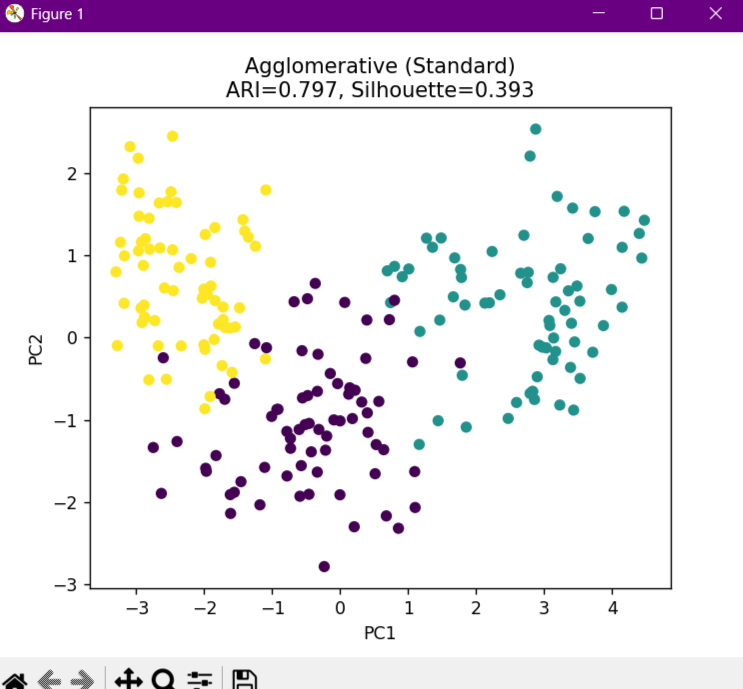 Figure 1
Agglomerative (Standard)
ARI=0.797, Silhouette=0.393
2
1
0
−1
−2
−3
PC2
−3 −2 −1 0 1 2 3 4
PC1